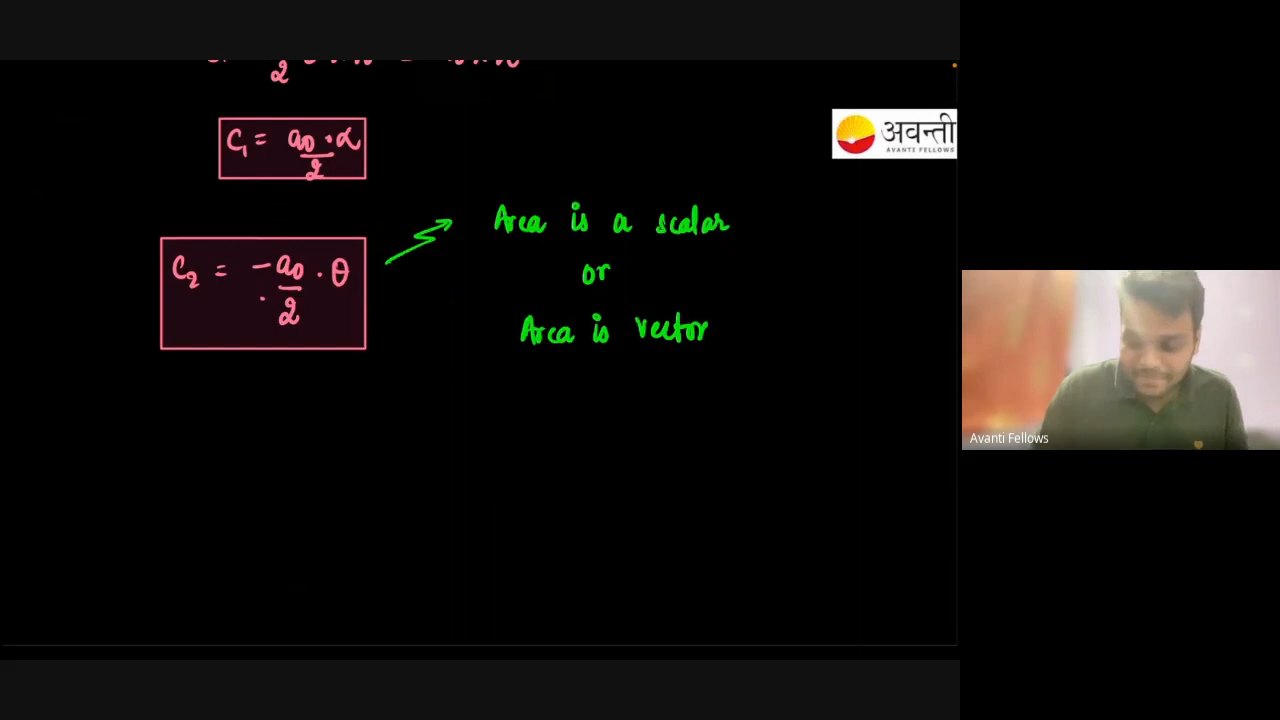 C₁ = a₀/2 · α
अवन्ती
AVANTI FELLOWS
Area is a scalar
C₂ = -a₀/2 · θ
or
Area is vector
Avanti Fellows